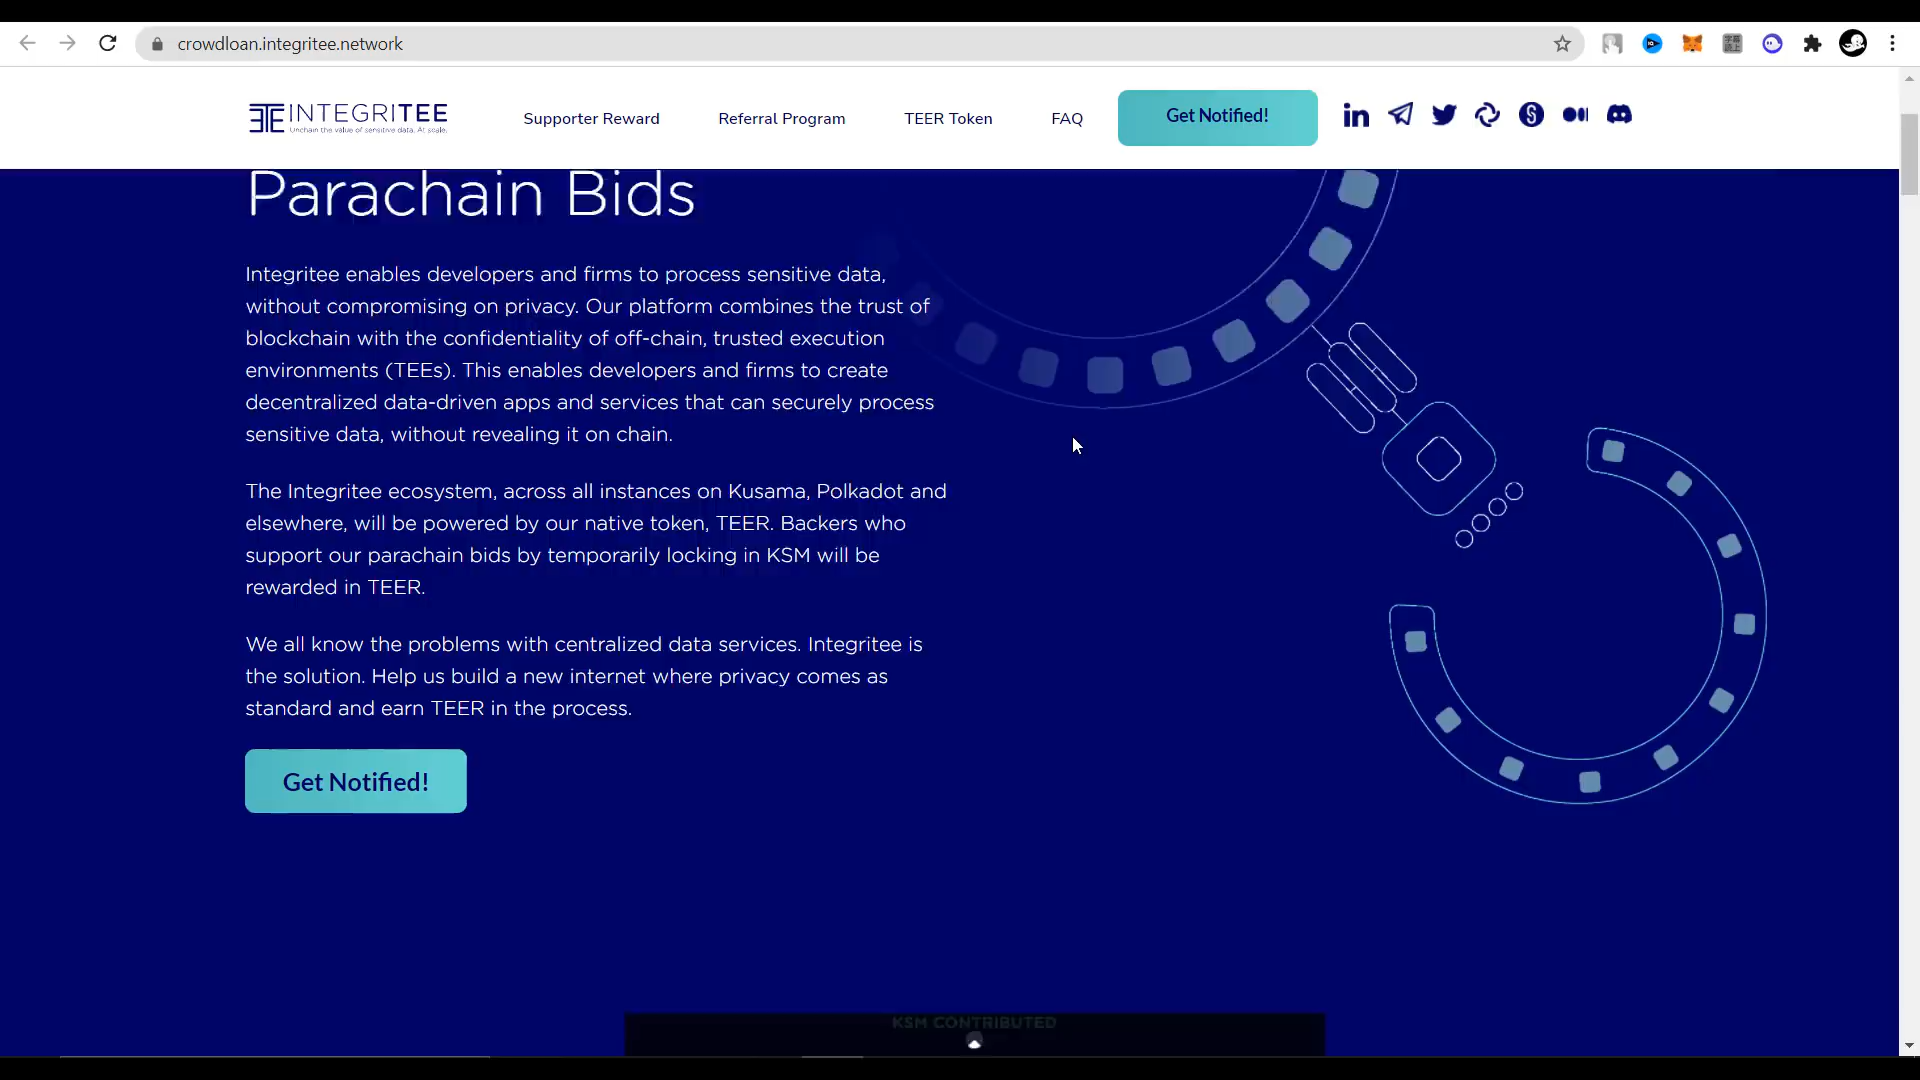 crowdloan.integritee.network
INTEGRITEE
Unchain the value of sensitive data. At scale.
Supporter Reward
Referral Program
TEER Token
FAQ
Get Notified!
Parachain Bids
Integritee enables developers and firms to process sensitive data,
without compromising on privacy. Our platform combines the trust of
blockchain with the confidentiality of off-chain, trusted execution
environments (TEEs). This enables developers and firms to create
decentralized data-driven apps and services that can securely process
sensitive data, without revealing it on chain.
The Integritee ecosystem, across all instances on Kusama, Polkadot and
elsewhere, will be powered by our native token, TEER. Backers who
support our parachain bids by temporarily locking in KSM will be
rewarded in TEER.
We all know the problems with centralized data services. Integritee is
the solution. Help us build a new internet where privacy comes as
standard and earn TEER in the process.
Get Notified!
KSM CONTRIBUTED